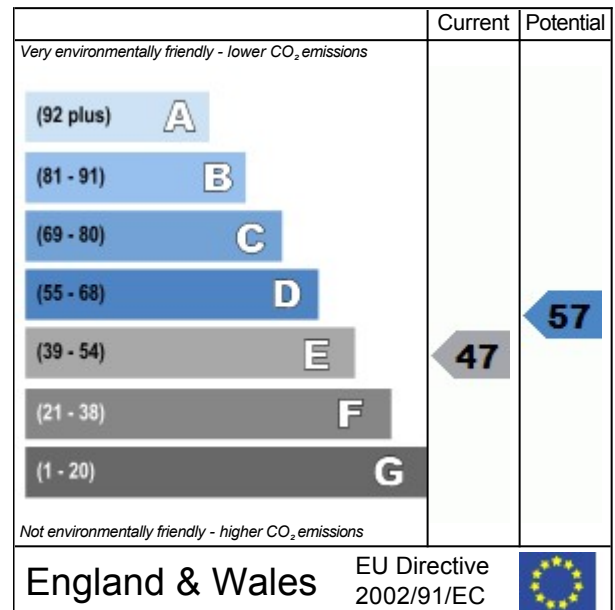 Current Potential
Very environmentally friendly - lower CO₂ emissions
(92 plus) A
(81 - 91) B
(69 - 80) C
(55 - 68) D
57
(39 - 54) E 47
(21 - 38) F
(1 - 20) G
Not environmentally friendly - higher CO₂ emissions
England & Wales
EU Directive
2002/91/EC